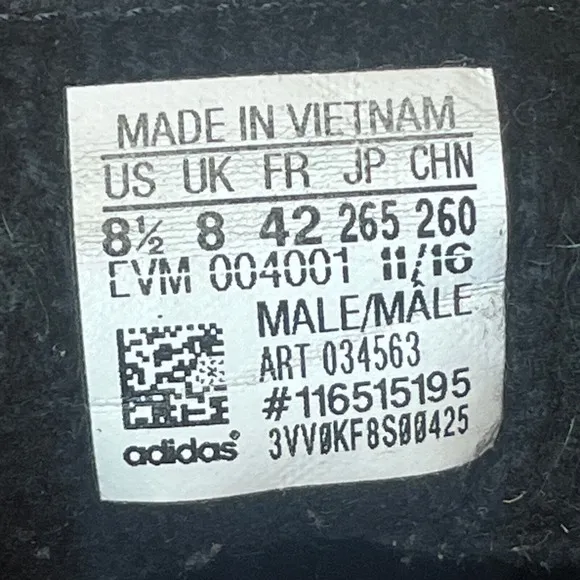 MADE IN VIETNAM
US UK FR JP CHN
8½ 8 42 265 260
EVM 004001 11/16
MALE/MÂLE
ART 034563
#116515195
adidas® 3VV0KF8S00425